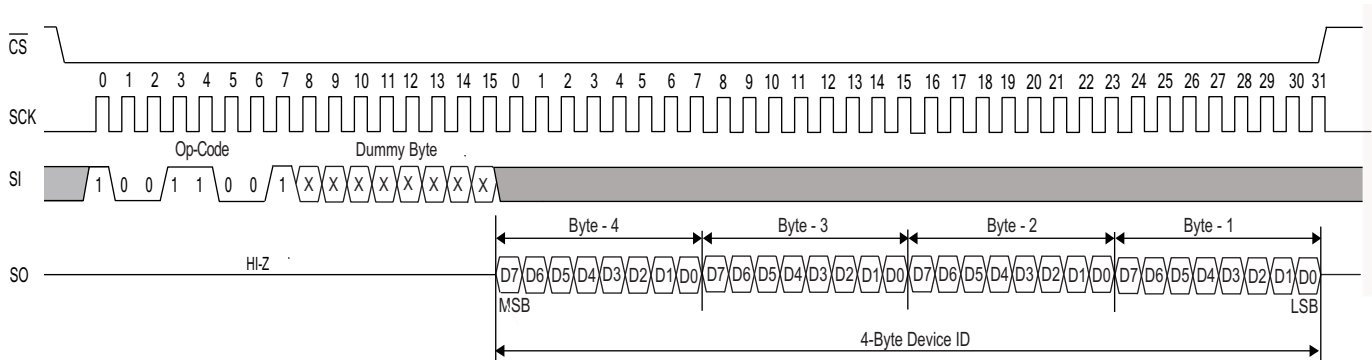 CS
0 1 2 3 4 5 6 7 8 9 10 11 12 13 14 15 0 1 2 3 4 5 6 7 8 9 10 11 12 13 14 15 16 17 18 19 20 21 22 23 24 25 26 27 28 29 30 31
SCK
Op-Code Dummy Byte
SI 1 0 0 1 1 0 0 1 X X X X X X X X
Byte - 4 Byte - 3 Byte - 2 Byte - 1
SO HI-Z D7 D6 D5 D4 D3 D2 D1 D0 D7 D6 D5 D4 D3 D2 D1 D0 D7 D6 D5 D4 D3 D2 D1 D0 D7 D6 D5 D4 D3 D2 D1 D0
MSB LSB
4-Byte Device ID